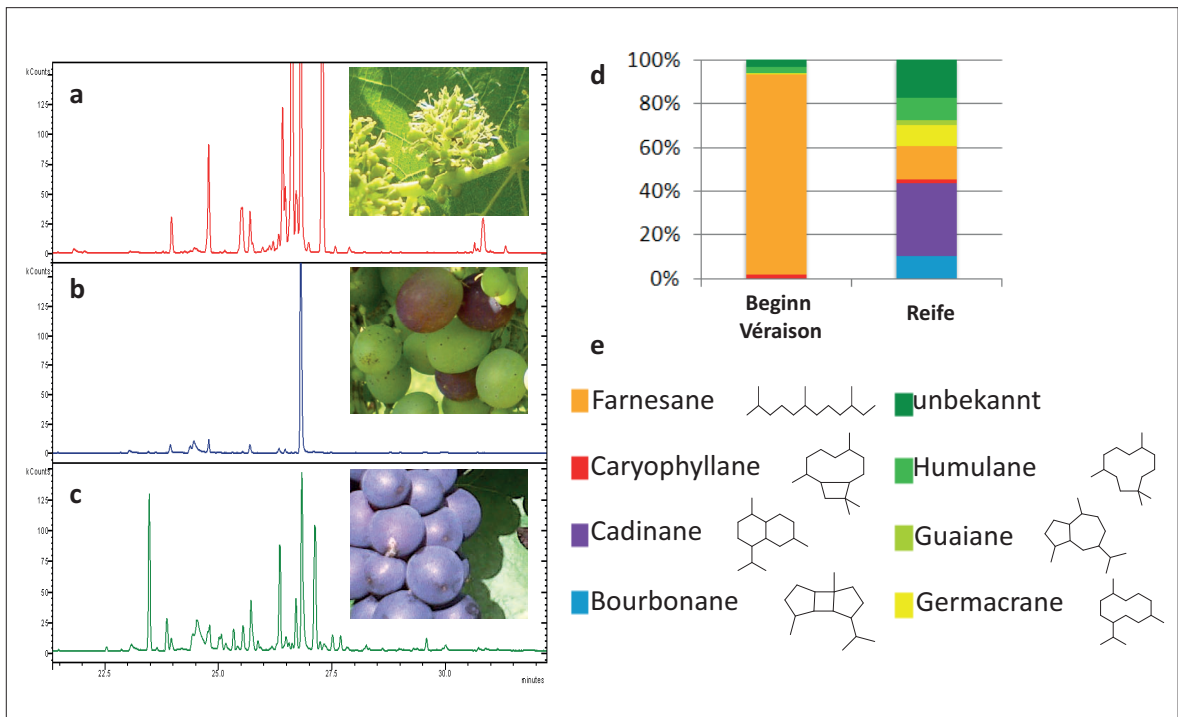 a
kCounts
125
100
75
50
25
0
b
kCounts
125
100
75
50
25
0
c
kCounts
125
100
75
50
25
0
22.5
25.0
27.5
30.0
minutes
d
100%
80%
60%
40%
20%
0%
Beginn
Véraison
Reife
e
Farnesane
unbekannt
Caryophyllane
Humulane
Cadinane
Guaiane
Bourbonane
Germacrane